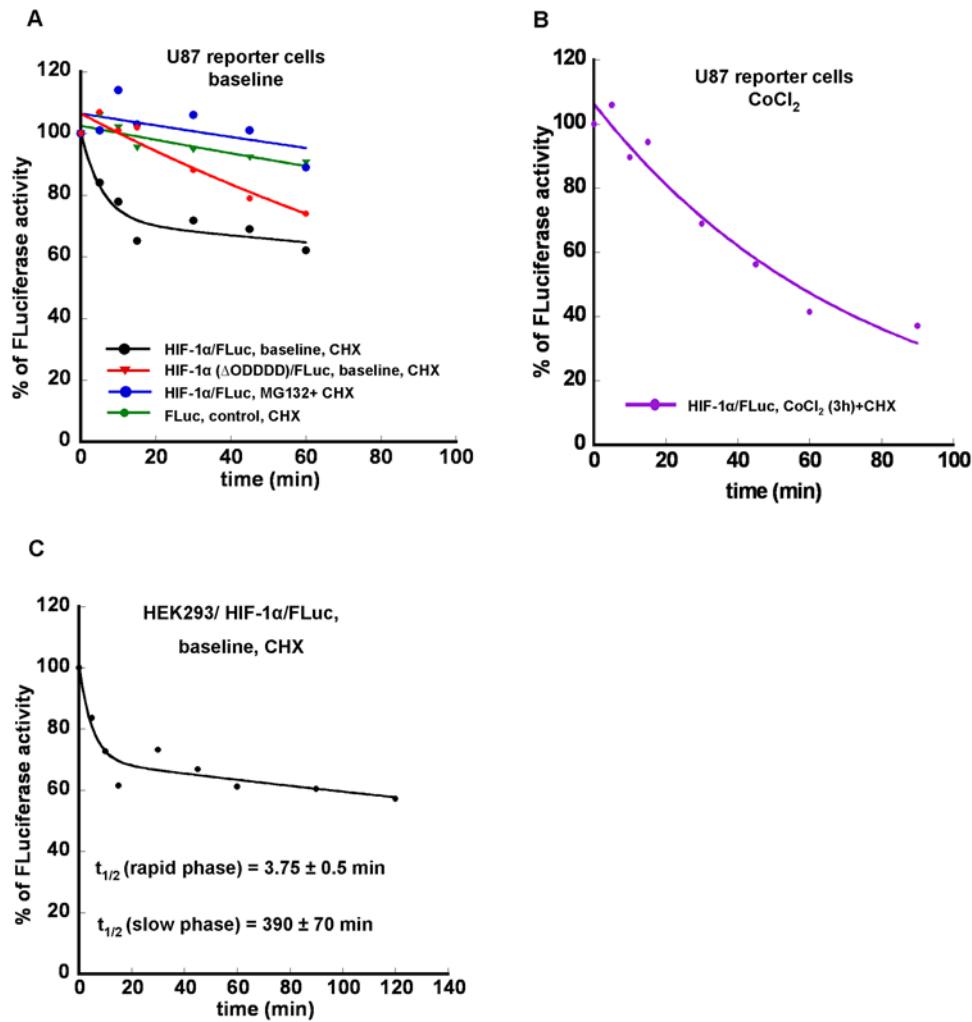 A
U87 reporter cells
baseline
% of FLuciferase activity
120
100
80
60
40
20
0
0 20 40 60 80 100
time (min)
HIF-1α/FLuc, baseline, CHX
HIF-1α (ΔODDDD)/FLuc, baseline, CHX
HIF-1α/FLuc, MG132+ CHX
FLuc, control, CHX
B
U87 reporter cells
CoCl₂
% of FLuciferase activity
120
100
80
60
40
20
0
0 20 40 60 80 100
time (min)
HIF-1α/FLuc, CoCl₂ (3h)+CHX
C
HEK293/ HIF-1α/FLuc,
baseline, CHX
% of FLuciferase activity
120
100
80
60
40
20
0
0 20 40 60 80 100 120 140
time (min)
t1/2 (rapid phase) = 3.75 ± 0.5 min
t1/2 (slow phase) = 390 ± 70 min